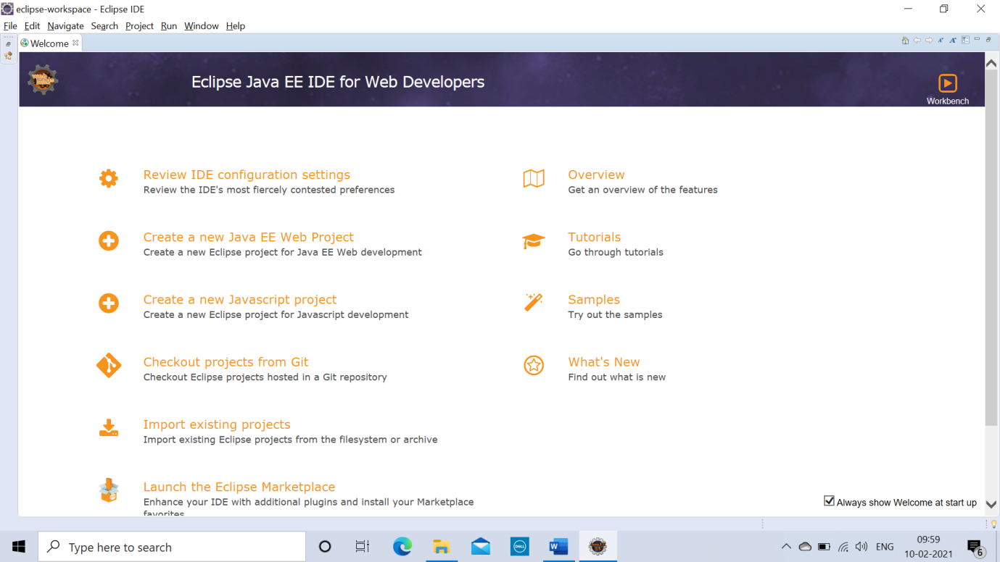 eclipse-workspace - Eclipse IDE
File Edit Navigate Search Project Run Window Help
Welcome
Eclipse Java EE IDE for Web Developers
Workbench
Review IDE configuration settings
Review the IDE's most fiercely contested preferences
Overview
Get an overview of the features
Create a new Java EE Web Project
Create a new Eclipse project for Java EE Web development
Tutorials
Go through tutorials
Create a new Javascript project
Create a new Eclipse project for Javascript development
Samples
Try out the samples
Checkout projects from Git
Checkout Eclipse projects hosted in a Git repository
What's New
Find out what is new
Import existing projects
Import existing Eclipse projects from the filesystem or archive
Launch the Eclipse Marketplace
Enhance your IDE with additional plugins and install your Marketplace
favorites
Always show Welcome at start up
Type here to search
DELL
W
ENG
09:59
10-02-2021
6